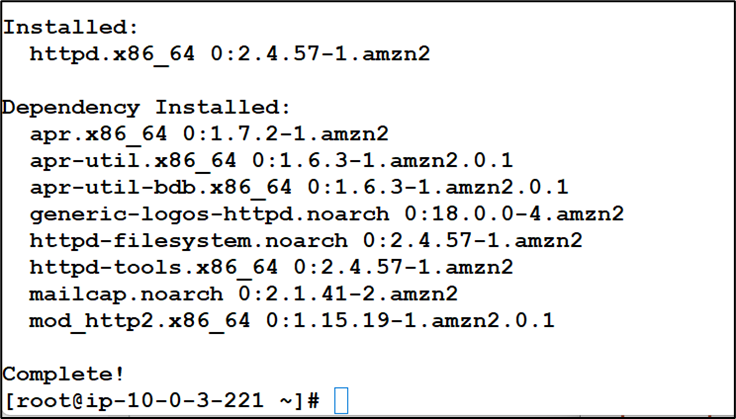 Installed:
httpd.x86_64 0:2.4.57-1.amzn2
Dependency Installed:
apr.x86_64 0:1.7.2-1.amzn2
apr-util.x86_64 0:1.6.3-1.amzn2.0.1
apr-util-bdb.x86_64 0:1.6.3-1.amzn2.0.1
generic-logos-httpd.noarch 0:18.0.0-4.amzn2
httpd-filesystem.noarch 0:2.4.57-1.amzn2
httpd-tools.x86_64 0:2.4.57-1.amzn2
mailcap.noarch 0:2.1.41-2.amzn2
mod_http2.x86_64 0:1.15.19-1.amzn2.0.1
Complete!
[root@ip-10-0-3-221 ~]#